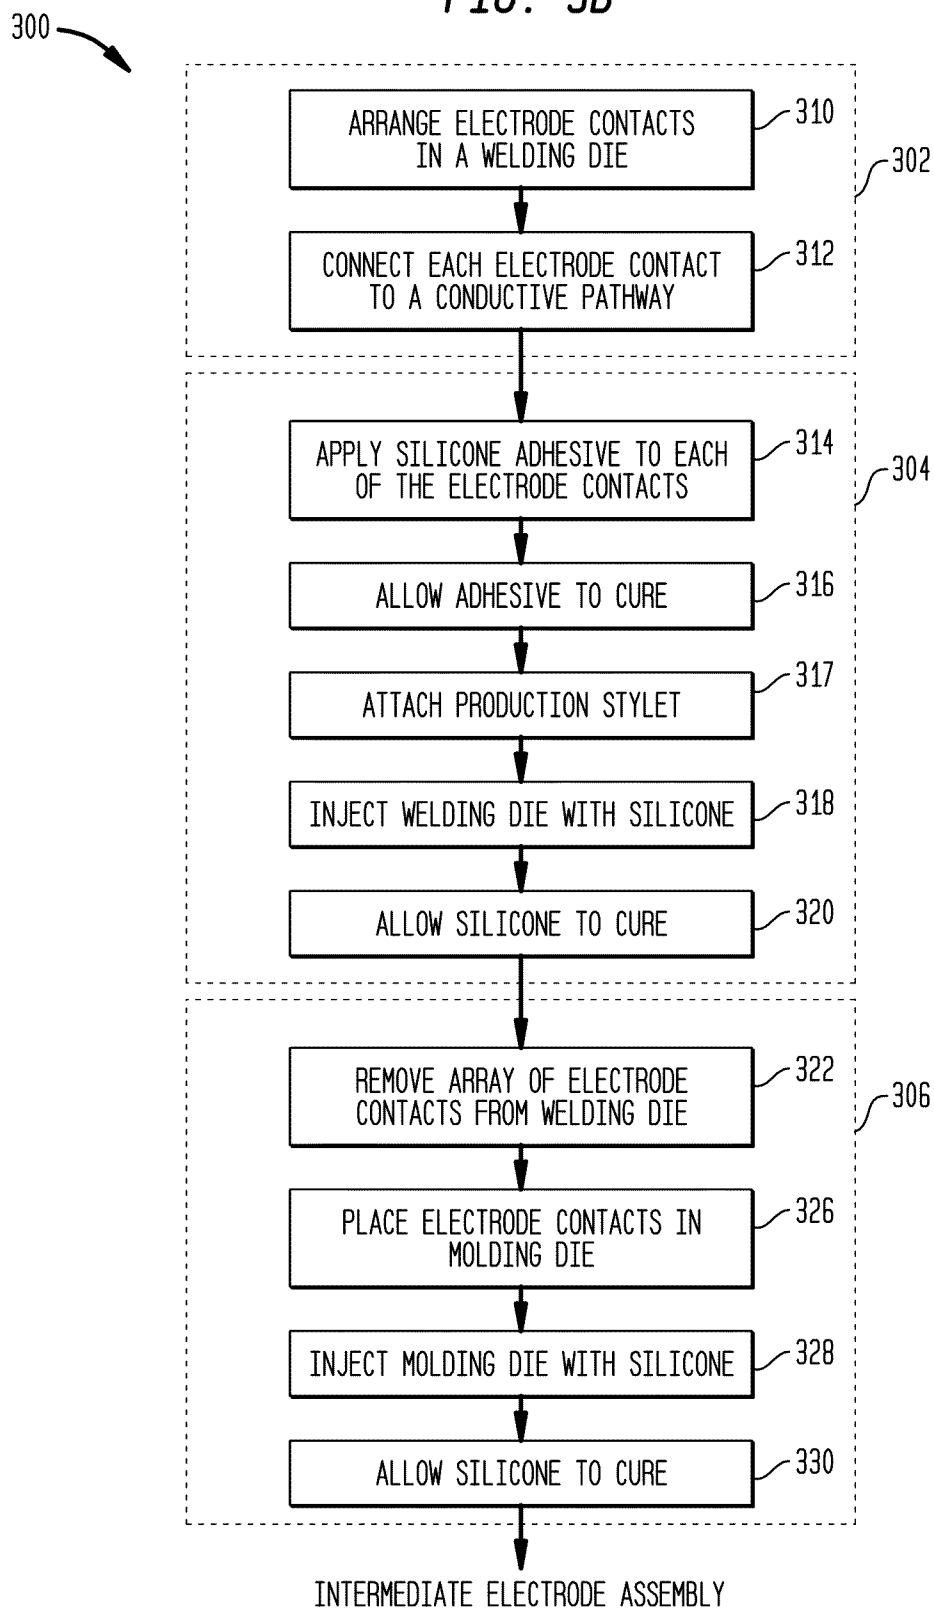 FIG. 3B
300
ARRANGE ELECTRODE CONTACTS
IN A WELDING DIE
310
302
CONNECT EACH ELECTRODE CONTACT
TO A CONDUCTIVE PATHWAY
312
APPLY SILICONE ADHESIVE TO EACH
OF THE ELECTRODE CONTACTS
314
304
ALLOW ADHESIVE TO CURE
316
ATTACH PRODUCTION STYLET
317
INJECT WELDING DIE WITH SILICONE
318
ALLOW SILICONE TO CURE
320
REMOVE ARRAY OF ELECTRODE
CONTACTS FROM WELDING DIE
322
306
PLACE ELECTRODE CONTACTS IN
MOLDING DIE
326
INJECT MOLDING DIE WITH SILICONE
328
ALLOW SILICONE TO CURE
330
INTERMEDIATE ELECTRODE ASSEMBLY